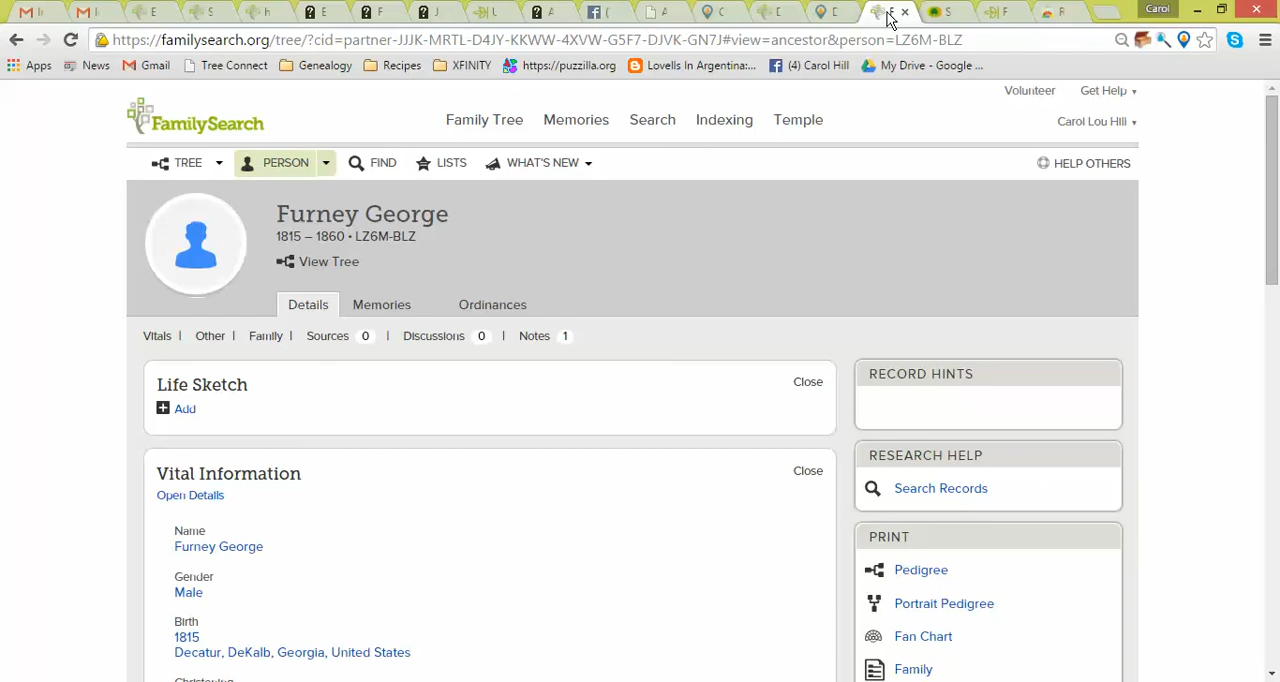 E S h E F J U A ( A C D E S F R Carol
https://familysearch.org/tree/?cid=partner-JJJK-MRTL-D4JY-KKWW-4XVW-G5F7-DJVK-GN7J#view=ancestor&person=LZ6M-BLZ
Apps News Gmail Tree Connect Genealogy Recipes XFINITY https://puzzilla.org Lovells In Argentina:... (4) Carol Hill My Drive - Google ...
Volunteer Get Help
FamilySearch Family Tree Memories Search Indexing Temple Carol Lou Hill
TREE PERSON FIND LISTS WHAT'S NEW HELP OTHERS
Furney George
1815 – 1860 • LZ6M-BLZ
View Tree
Details Memories Ordinances
Vitals | Other | Family | Sources 0 | Discussions 0 | Notes 1
Life Sketch Close
Add
RECORD HINTS
Vital Information Close
Open Details
RESEARCH HELP
Search Records
Name
Furney George
PRINT
Gender
Male
Pedigree
Portrait Pedigree
Birth
1815
Decatur, DeKalb, Georgia, United States
Fan Chart
Family
Christening